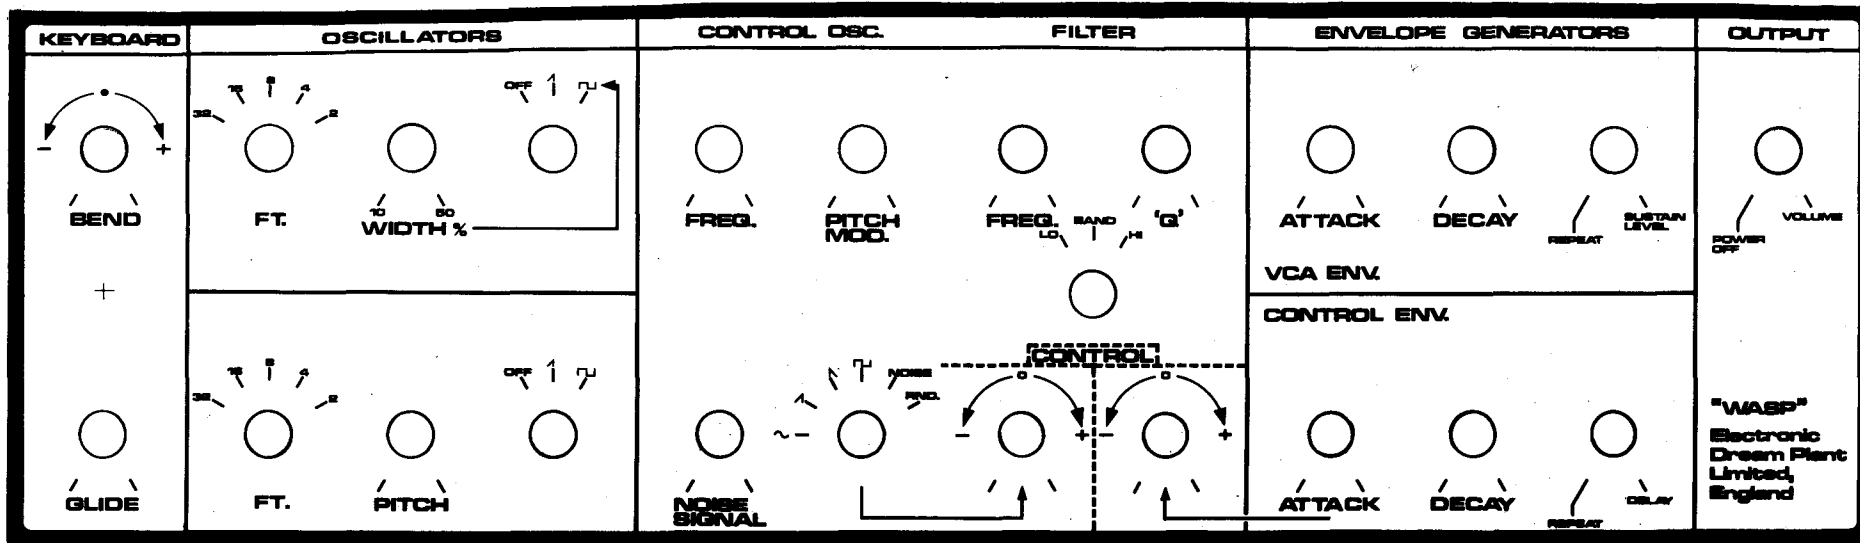 KEYBOARD
OSCILLATORS
CONTROL OSC.
FILTER
ENVELOPE GENERATORS
OUTPUT
- +
BEND
GLIDE
32 16 8 4 2
FT.
10 50
WIDTH %
OFF
32 16 8 4 2
FT.
PITCH
OFF
FREQ.
PITCH
MOD.
NOISE
SIGNAL
~
NOISE
RND.
FREQ.
'Q'
LO BAND HI
CONTROL
- 0 +
- 0 +
ATTACK
DECAY
REPEAT
SUSTAIN
LEVEL
VCA ENV.
CONTROL ENV.
ATTACK
DECAY
REPEAT
DELAY
POWER
OFF
VOLUME
"WASP"
Electronic
Dream Plant
Limited,
England